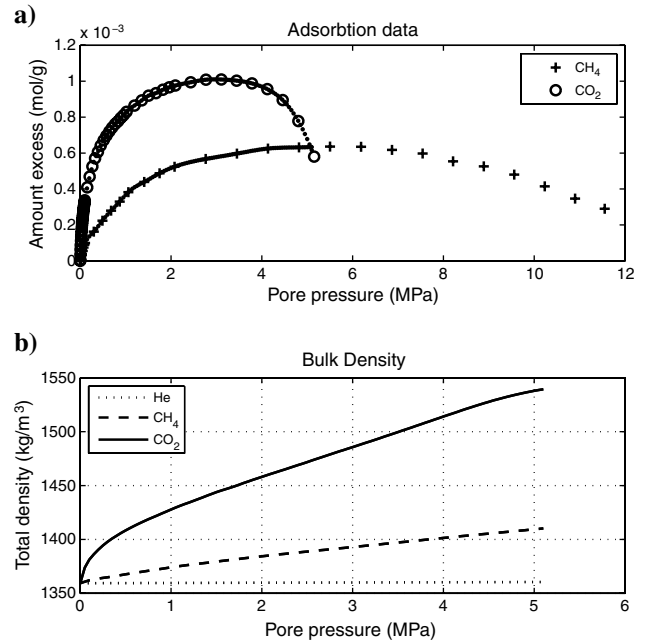 a)
Adsorbtion data
x 10⁻³
1.2
1
0.8
0.6
0.4
0.2
0
Amount excess (mol/g)
CH₄
CO₂
0 2 4 6 8 10 12
Pore pressure (MPa)
b)
Bulk Density
1550
1500
1450
1400
1350
Total density (kg/m³)
He
CH₄
CO₂
0 1 2 3 4 5 6
Pore pressure (MPa)